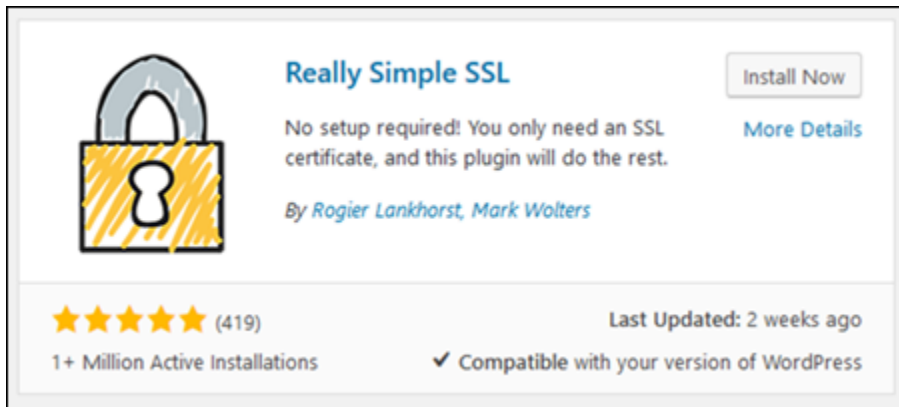 Really Simple SSL
Install Now
No setup required! You only need an SSL
certificate, and this plugin will do the rest.
More Details
By Rogier Lankhorst, Mark Wolters
(419)
Last Updated: 2 weeks ago
1+ Million Active Installations
Compatible with your version of WordPress